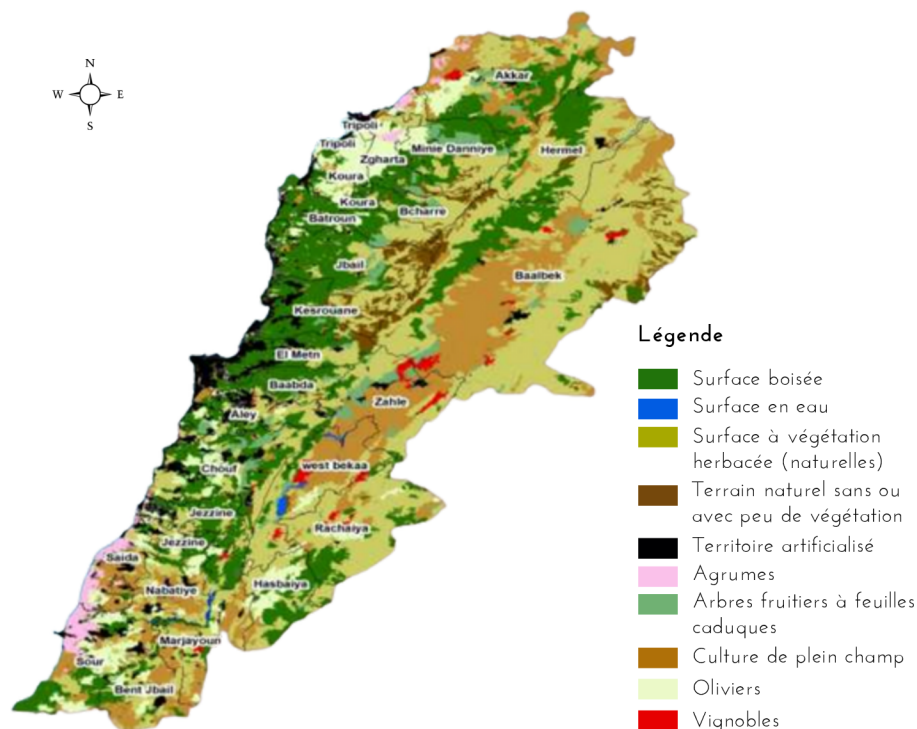 N
W E
S
Akkar
Tripoli
Tripoli
Minie Danniye
Zgharta
Hermel
Koura
Koura
Bcharre
Batroun
Jbail
Baalbek
Kesrouane
El Metn
Baabda
Zahle
Aley
Chouf
west bekaa
Jezzine
Rachaiya
Jezzine
Saida
Hasbaiya
Nabatiye
Marjayoun
Sour
Bent Jbail
Légende
Surface boisée
Surface en eau
Surface à végétation
herbacée (naturelles)
Terrain naturel sans ou
avec peu de végétation
Territoire artificialisé
Agrumes
Arbres fruitiers à feuilles
caduques
Culture de plein champ
Oliviers
Vignobles